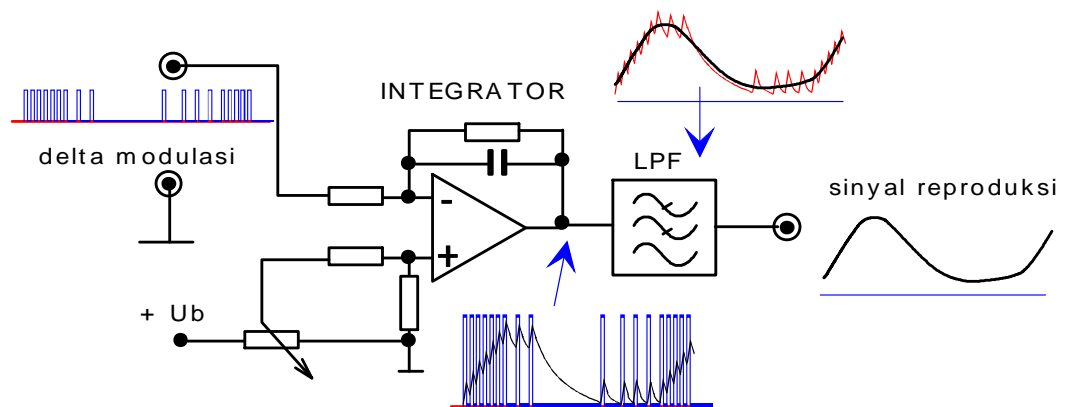 INTEGRATOR
delta modulasi
LPF
sinyal reproduksi
-
+
+ Ub